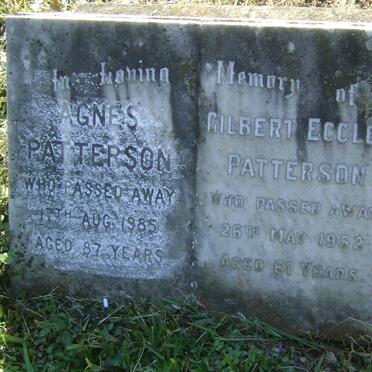 In Loving Memory of
AGNES
PATTERSON
WHO PASSED AWAY
17TH AUG. 1985
AGED 87 YEARS
GILBERT ECCLE
PATTERSON
WHO PASSED AWAY
26TH MAY 1952
AGED 61 YEARS.